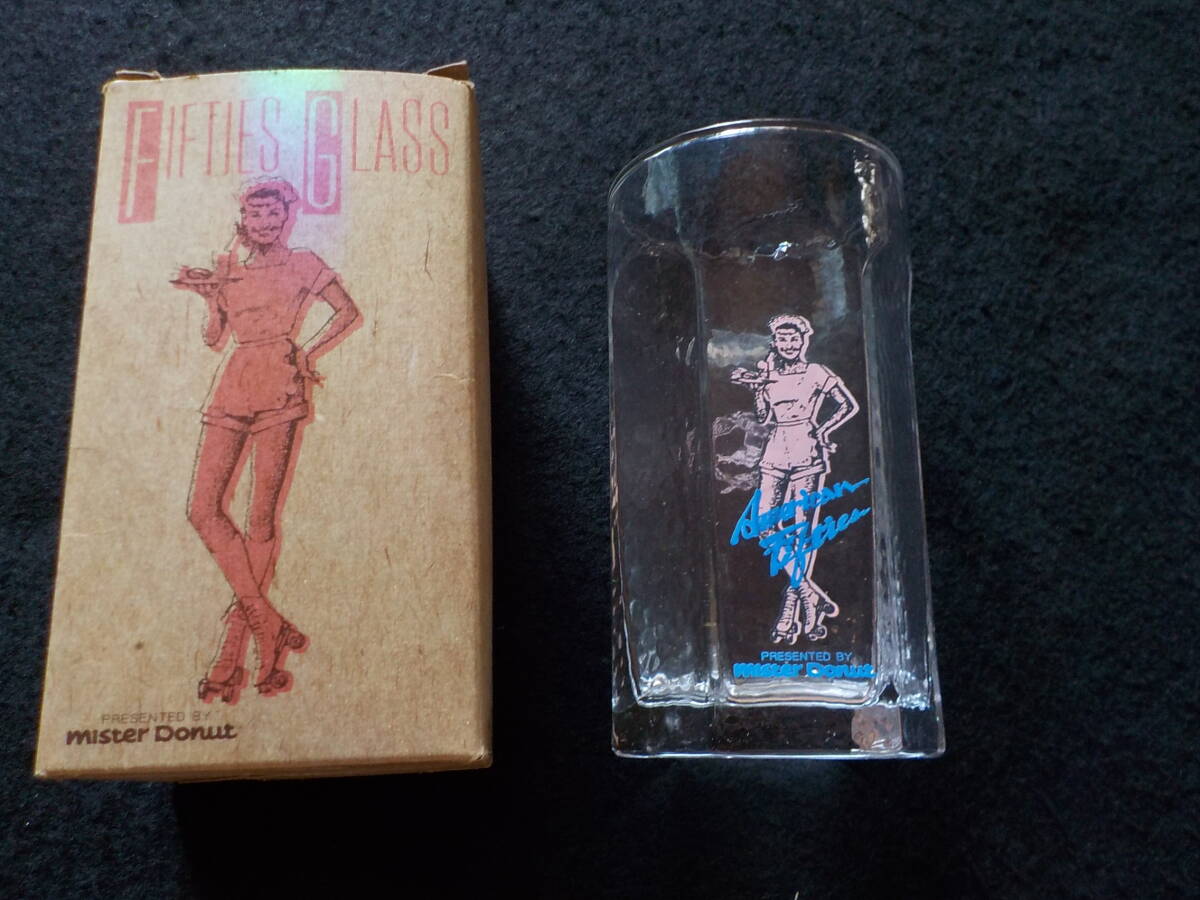 FIFTIES GLASS
PRESENTED BY
mister Donut
American
Fifties
PRESENTED BY
mister Donut